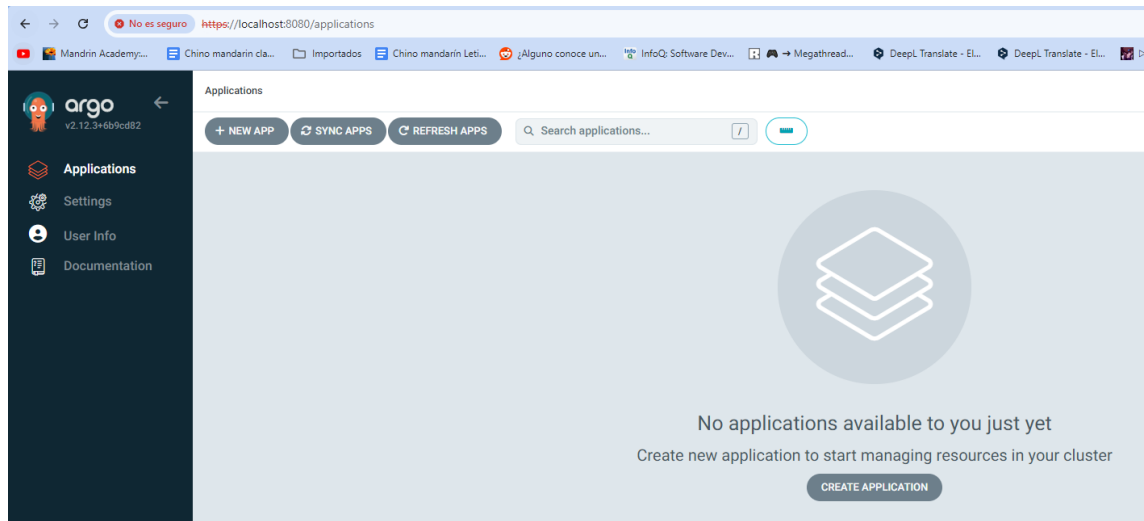 No es seguro https://localhost:8080/applications
Mandrin Academy:... Chino mandarin cla... Importados Chino mandarín Leti... ¿Alguno conoce un... InfoQ: Software Dev... → Megathread... DeepL Translate - El... DeepL Translate - El...
argo
v2.12.3+6b9cd82
Applications
Settings
User Info
Documentation
Applications
+ NEW APP SYNC APPS REFRESH APPS Search applications... /
No applications available to you just yet
Create new application to start managing resources in your cluster
CREATE APPLICATION